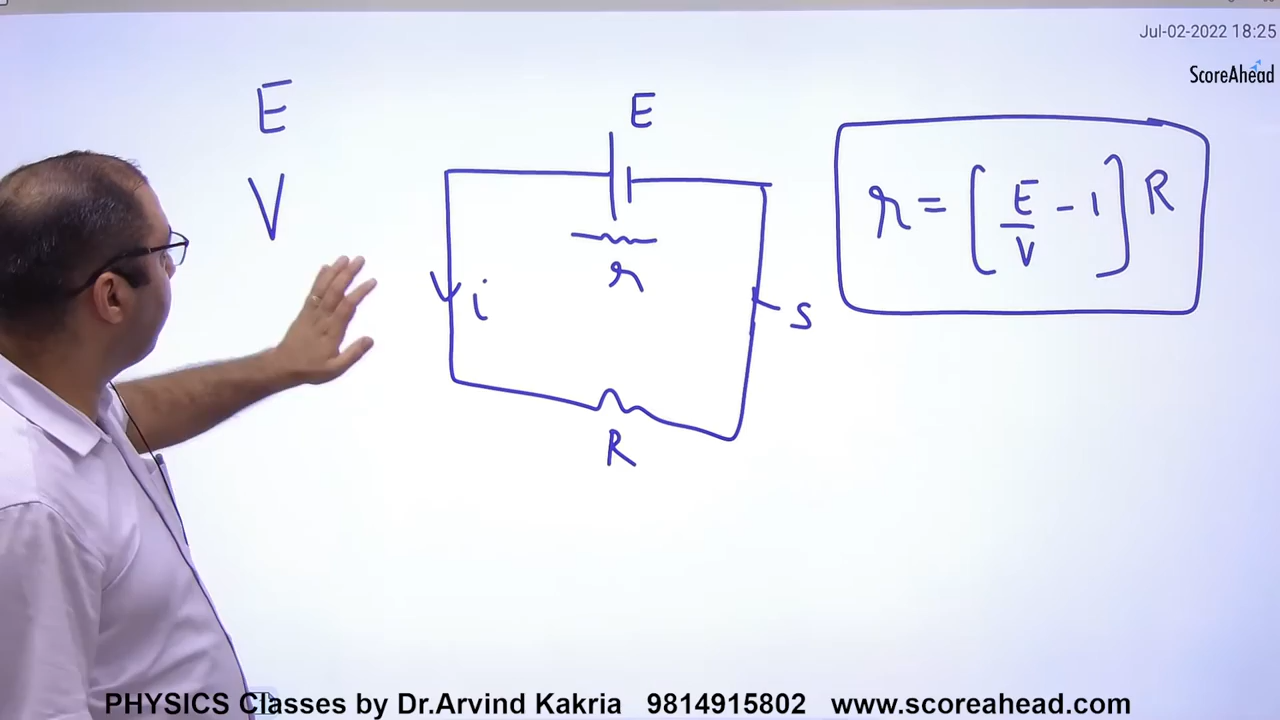 Jul-02-2022 18:25
ScoreAhead
E
V
E
r
i
S
R
r = [E/V - 1] R
PHYSICS Classes by Dr.Arvind Kakria 9814915802 www.scoreahead.com